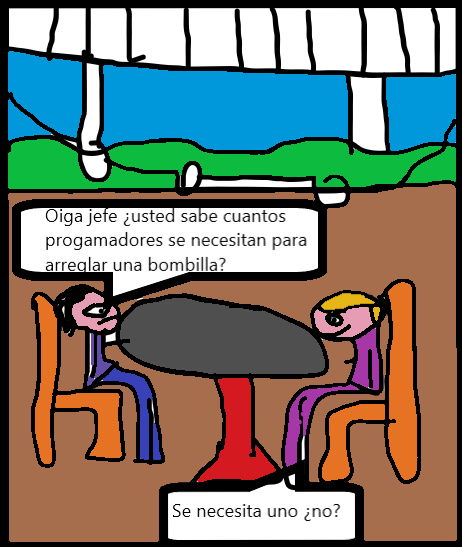 Oiga jefe ¿usted sabe cuantos
progamadores se necesitan para
arreglar una bombilla?
Se necesita uno ¿no?